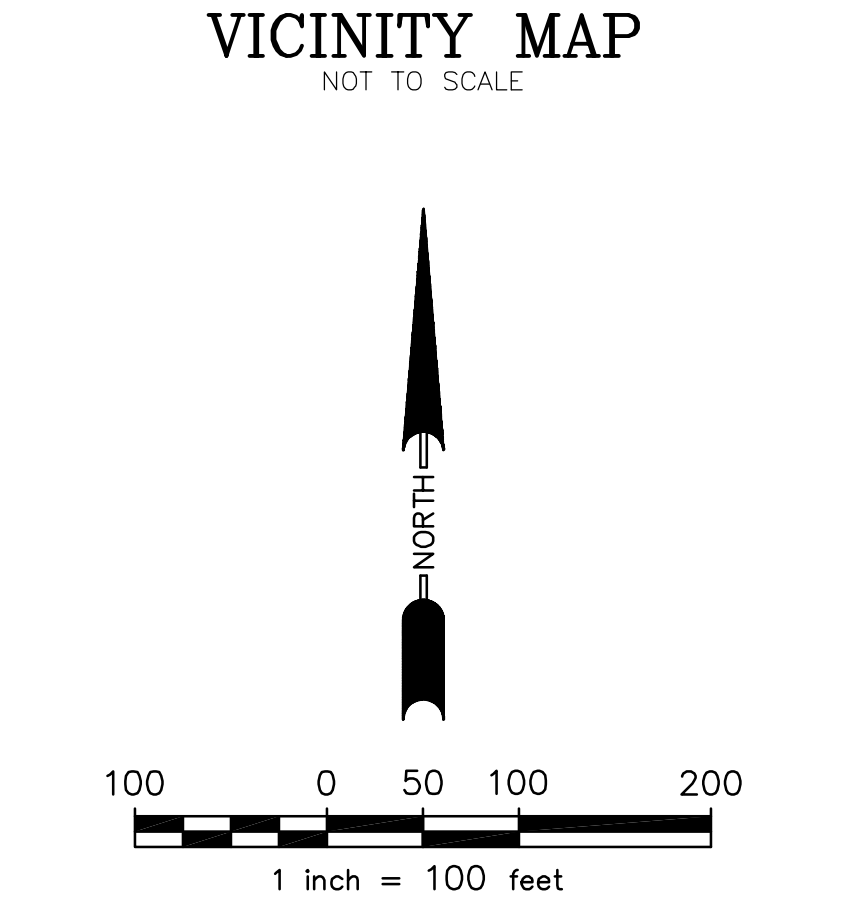 VICINITY MAP
NOT TO SCALE
NORTH
100 0 50 100 200
1 inch = 100 feet